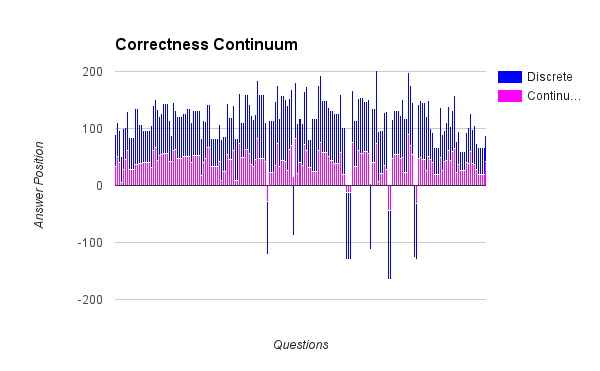 Correctness Continuum
200
100
0
-100
-200
Answer Position
Questions
Discrete
Continu…